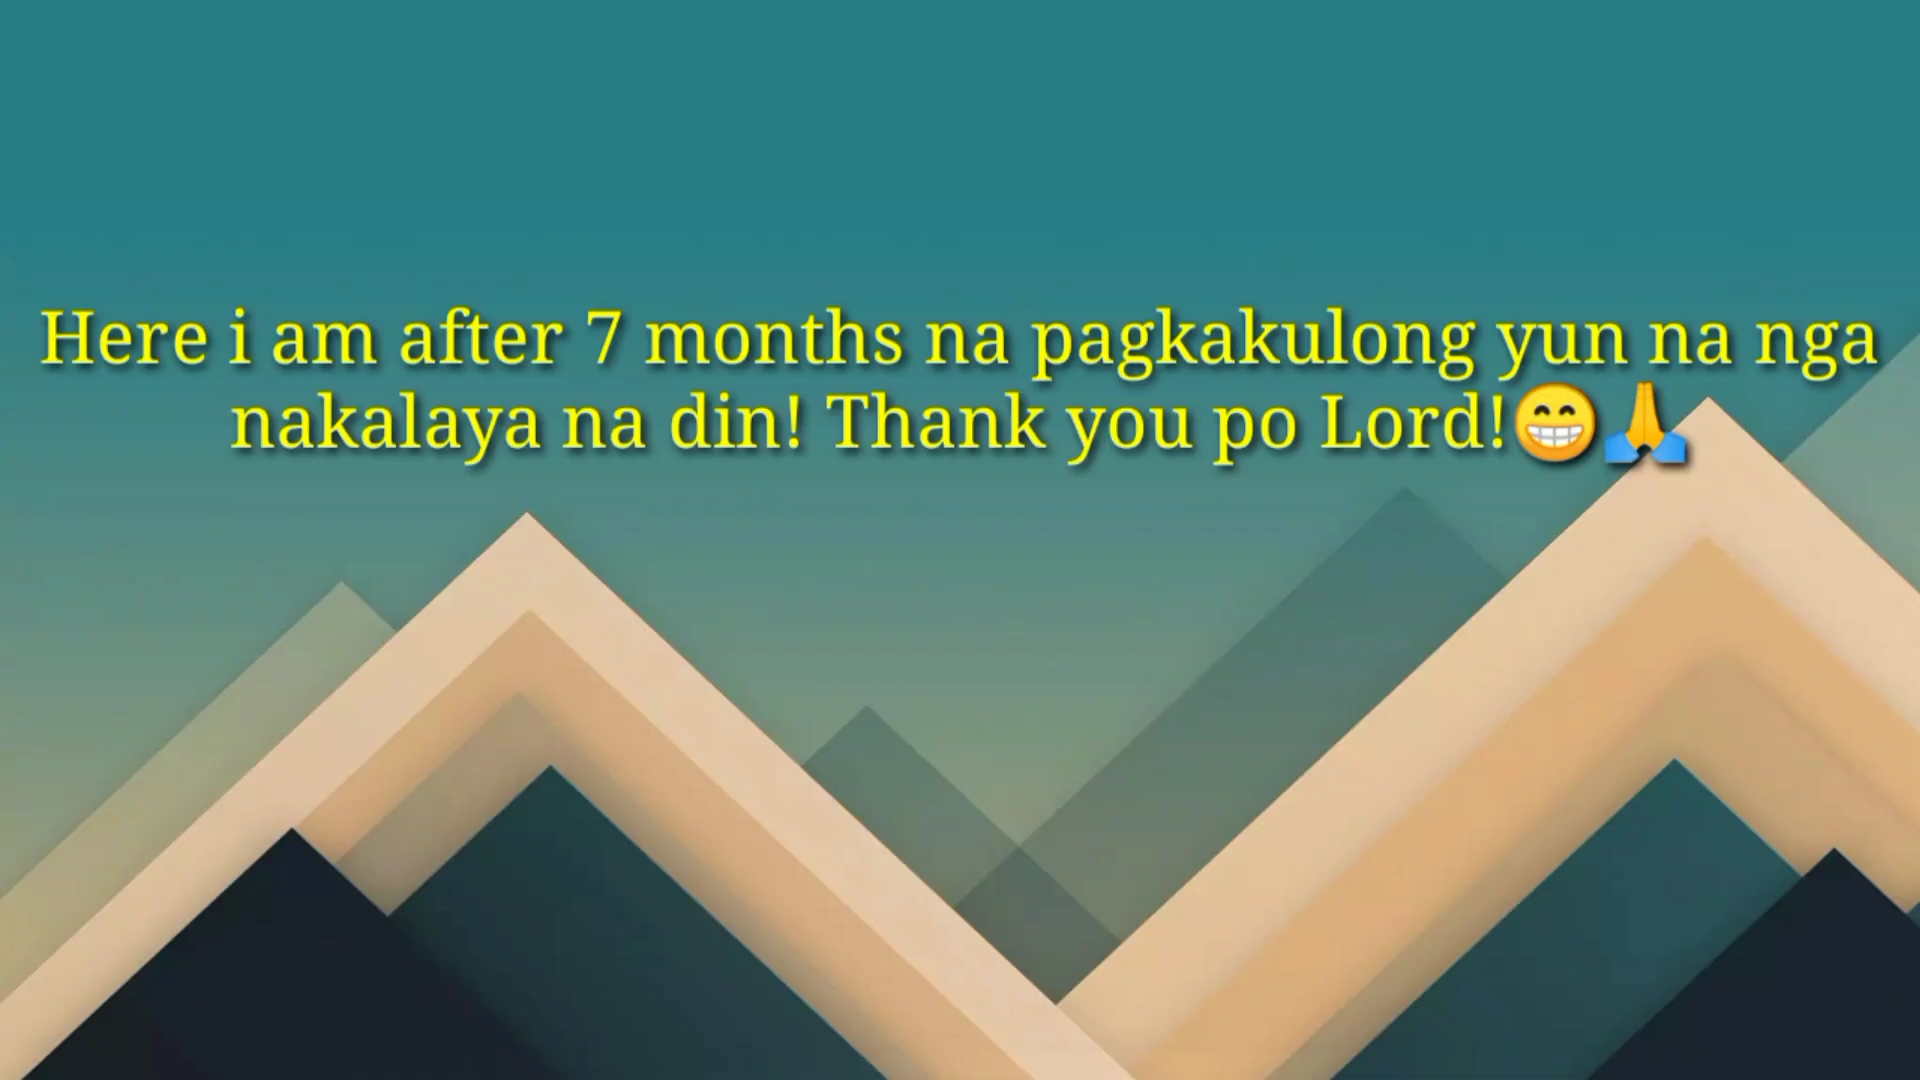 Here i am after 7 months na pagkakulong yun na nga
nakalaya na din! Thank you po Lord!😁🙏